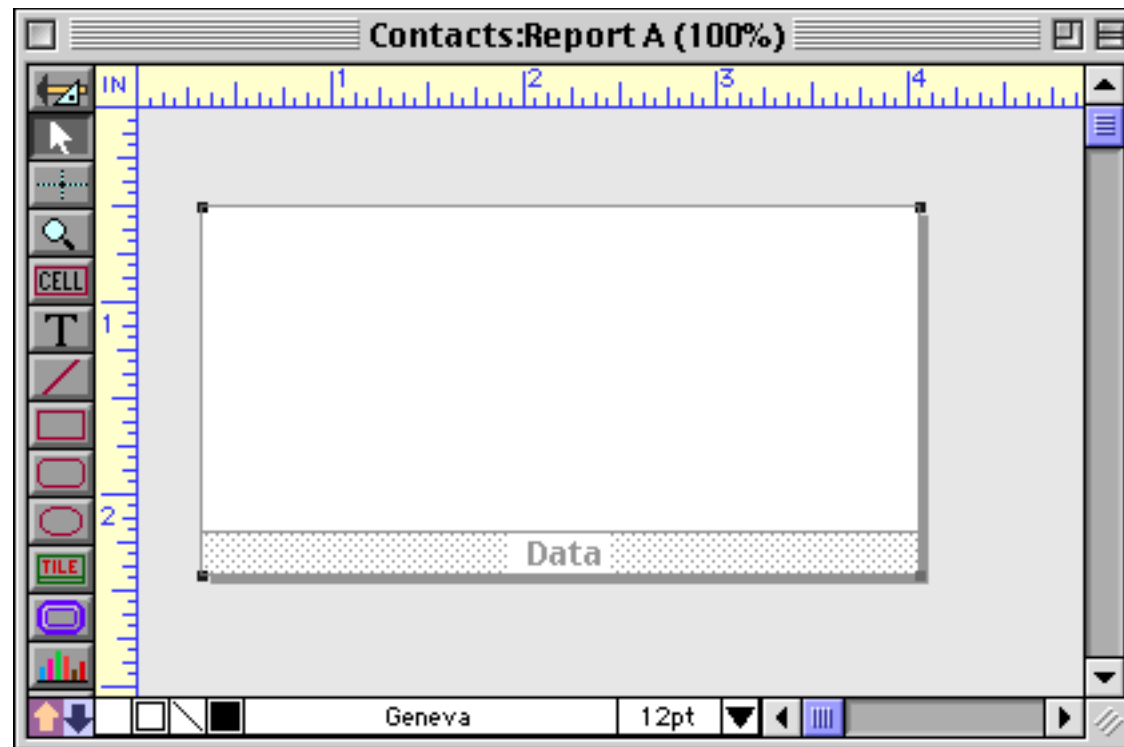 Contacts:Report A (100%)
IN 1 2 3 4
CELL
T
1
2
TILE
Data
Geneva 12pt